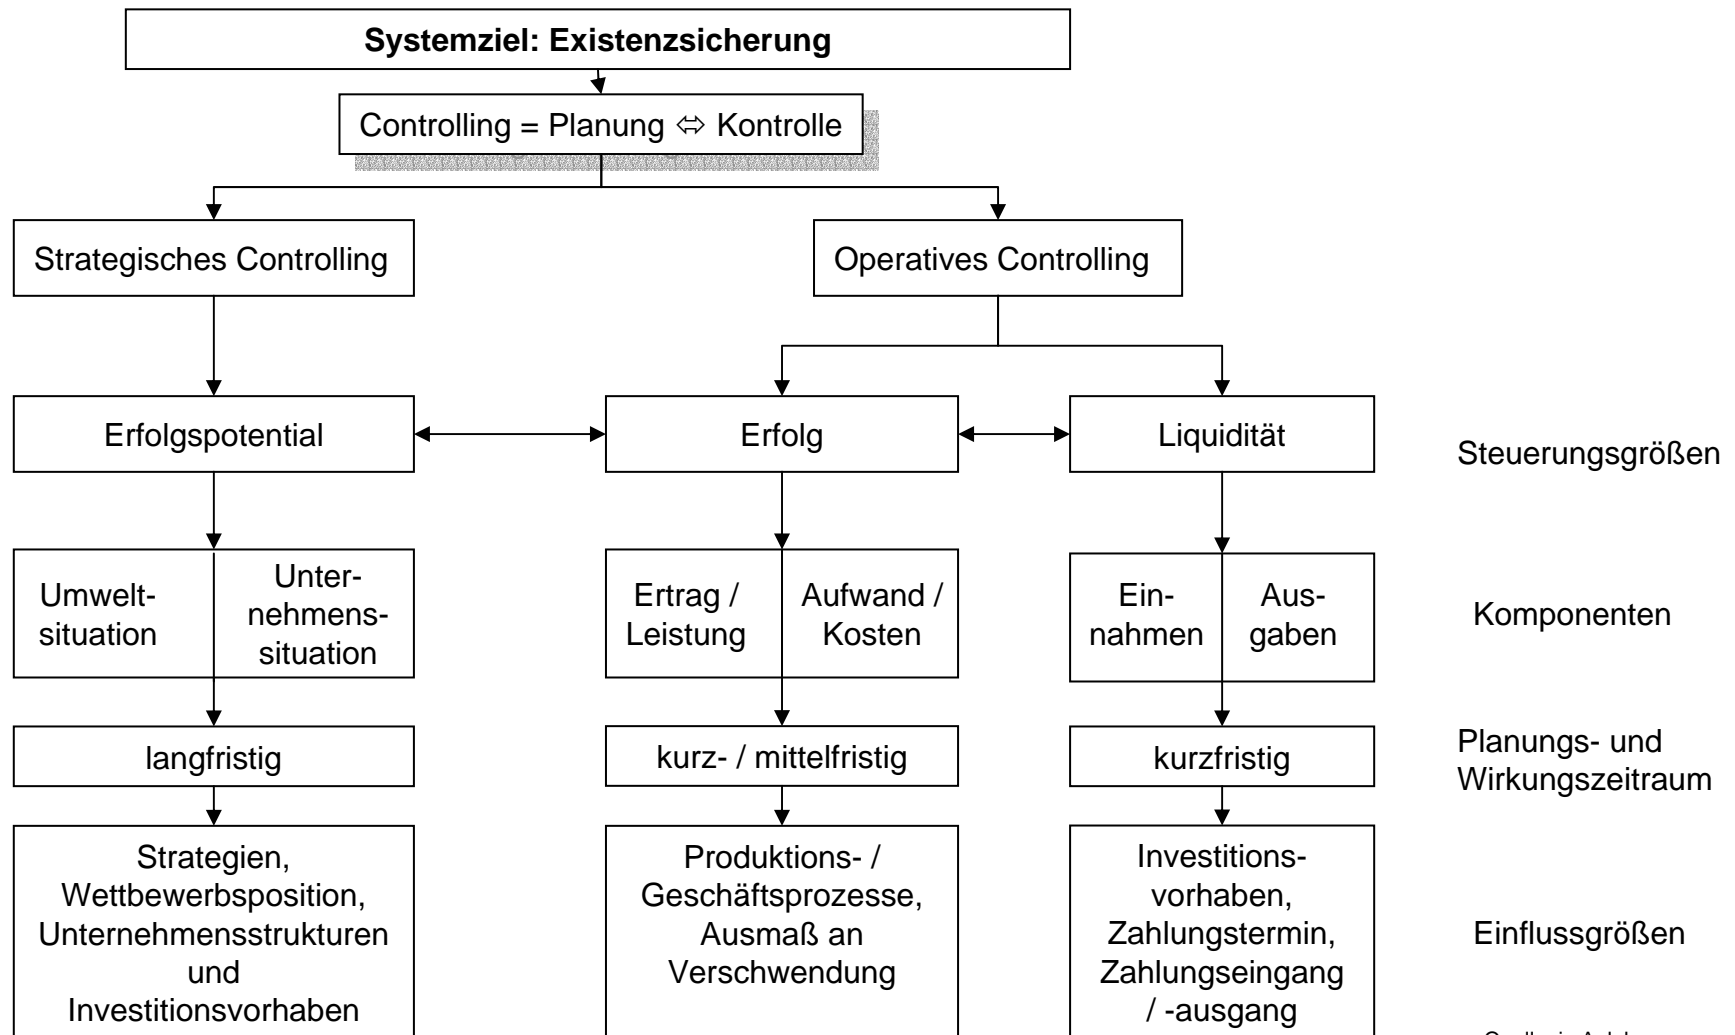 Systemziel: Existenzsicherung
Controlling = Planung ⇔ Kontrolle
Strategisches Controlling
Operatives Controlling
Erfolgspotential
Erfolg
Liquidität
Steuerungsgrößen
Umwelt-
situation
Unter-
nehmens-
situation
Ertrag /
Leistung
Aufwand /
Kosten
Ein-
nahmen
Aus-
gaben
Komponenten
langfristig
kurz- / mittelfristig
kurzfristig
Planungs- und
Wirkungszeitraum
Strategien,
Wettbewerbsposition,
Unternehmensstrukturen
und
Investitionsvorhaben
Produktions- /
Geschäftsprozesse,
Ausmaß an
Verschwendung
Investitions-
vorhaben,
Zahlungstermin,
Zahlungseingang
/ -ausgang
Einflussgrößen